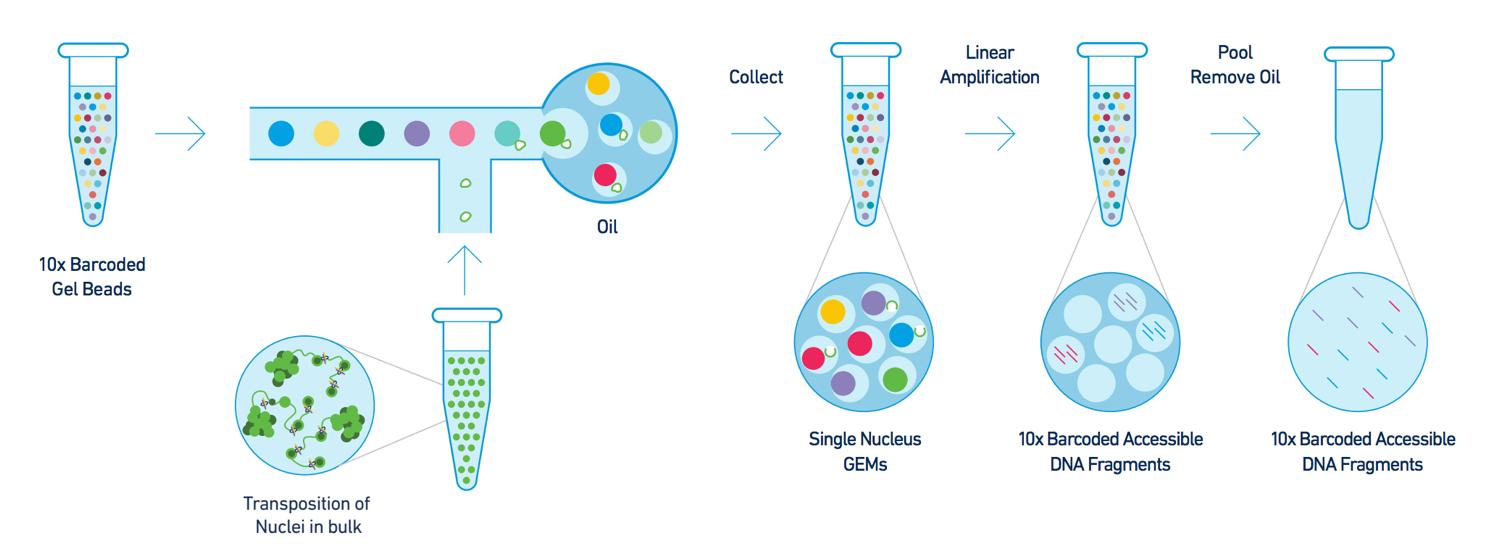 10x Barcoded
Gel Beads
Transposition of
Nuclei in bulk
Oil
Collect
Single Nucleus
GEMs
Linear
Amplification
10x Barcoded Accessible
DNA Fragments
Pool
Remove Oil
10x Barcoded Accessible
DNA Fragments